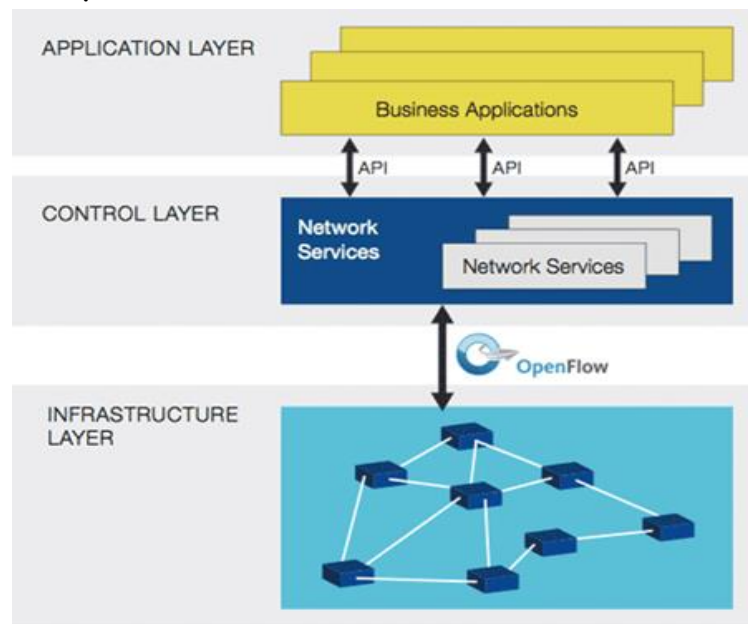 APPLICATION LAYER
Business Applications
API
API
API
CONTROL LAYER
Network
Services
Network Services
OpenFlow
INFRASTRUCTURE
LAYER